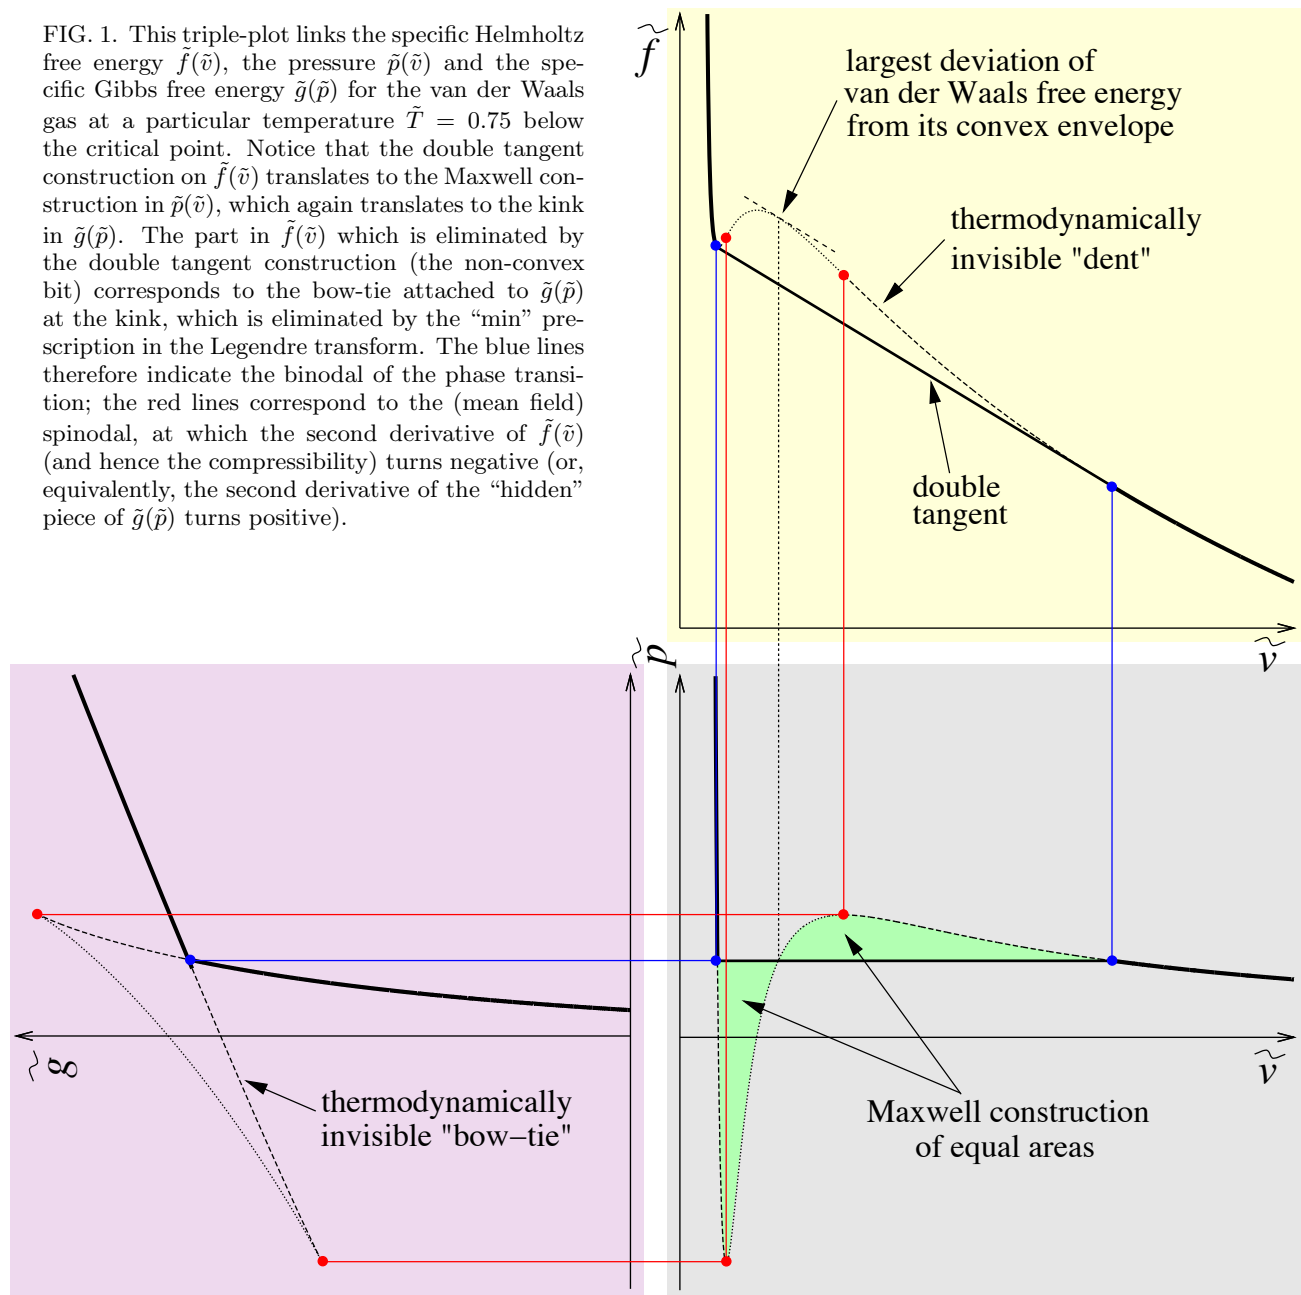 FIG. 1. This triple-plot links the specific Helmholtz
free energy f̃(ṽ), the pressure p̃(ṽ) and the spe-
cific Gibbs free energy g̃(p̃) for the van der Waals
gas at a particular temperature T̃ = 0.75 below
the critical point. Notice that the double tangent
construction on f̃(ṽ) translates to the Maxwell con-
struction in p̃(ṽ), which again translates to the kink
in g̃(p̃). The part in f̃(ṽ) which is eliminated by
the double tangent construction (the non-convex
bit) corresponds to the bow-tie attached to g̃(p̃)
at the kink, which is eliminated by the “min” pre-
scription in the Legendre transform. The blue lines
therefore indicate the binodal of the phase transi-
tion; the red lines correspond to the (mean field)
spinodal, at which the second derivative of f̃(ṽ)
(and hence the compressibility) turns negative (or,
equivalently, the second derivative of the “hidden”
piece of g̃(p̃) turns positive).
f̃
largest deviation of
van der Waals free energy
from its convex envelope
thermodynamically
invisible "dent"
double
tangent
ṽ
p̃
g̃
thermodynamically
invisible "bow−tie"
ṽ
Maxwell construction
of equal areas